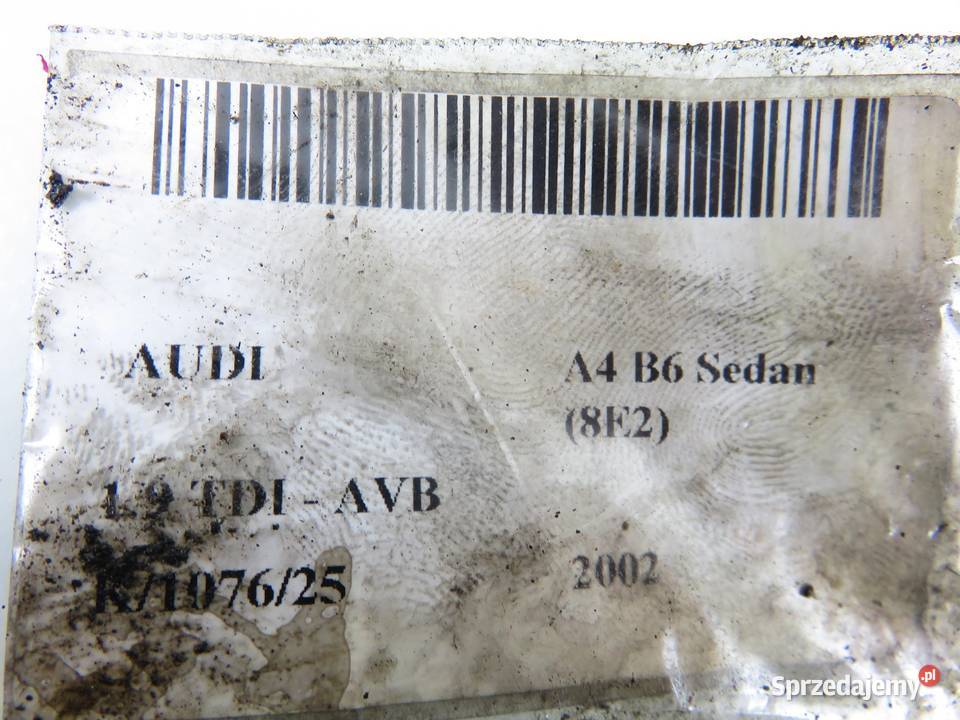 AUDI
A4 B6 Sedan
(8E2)
1.9 TDI - AVB
K/1076/25
2002
Sprzedajemy.pl